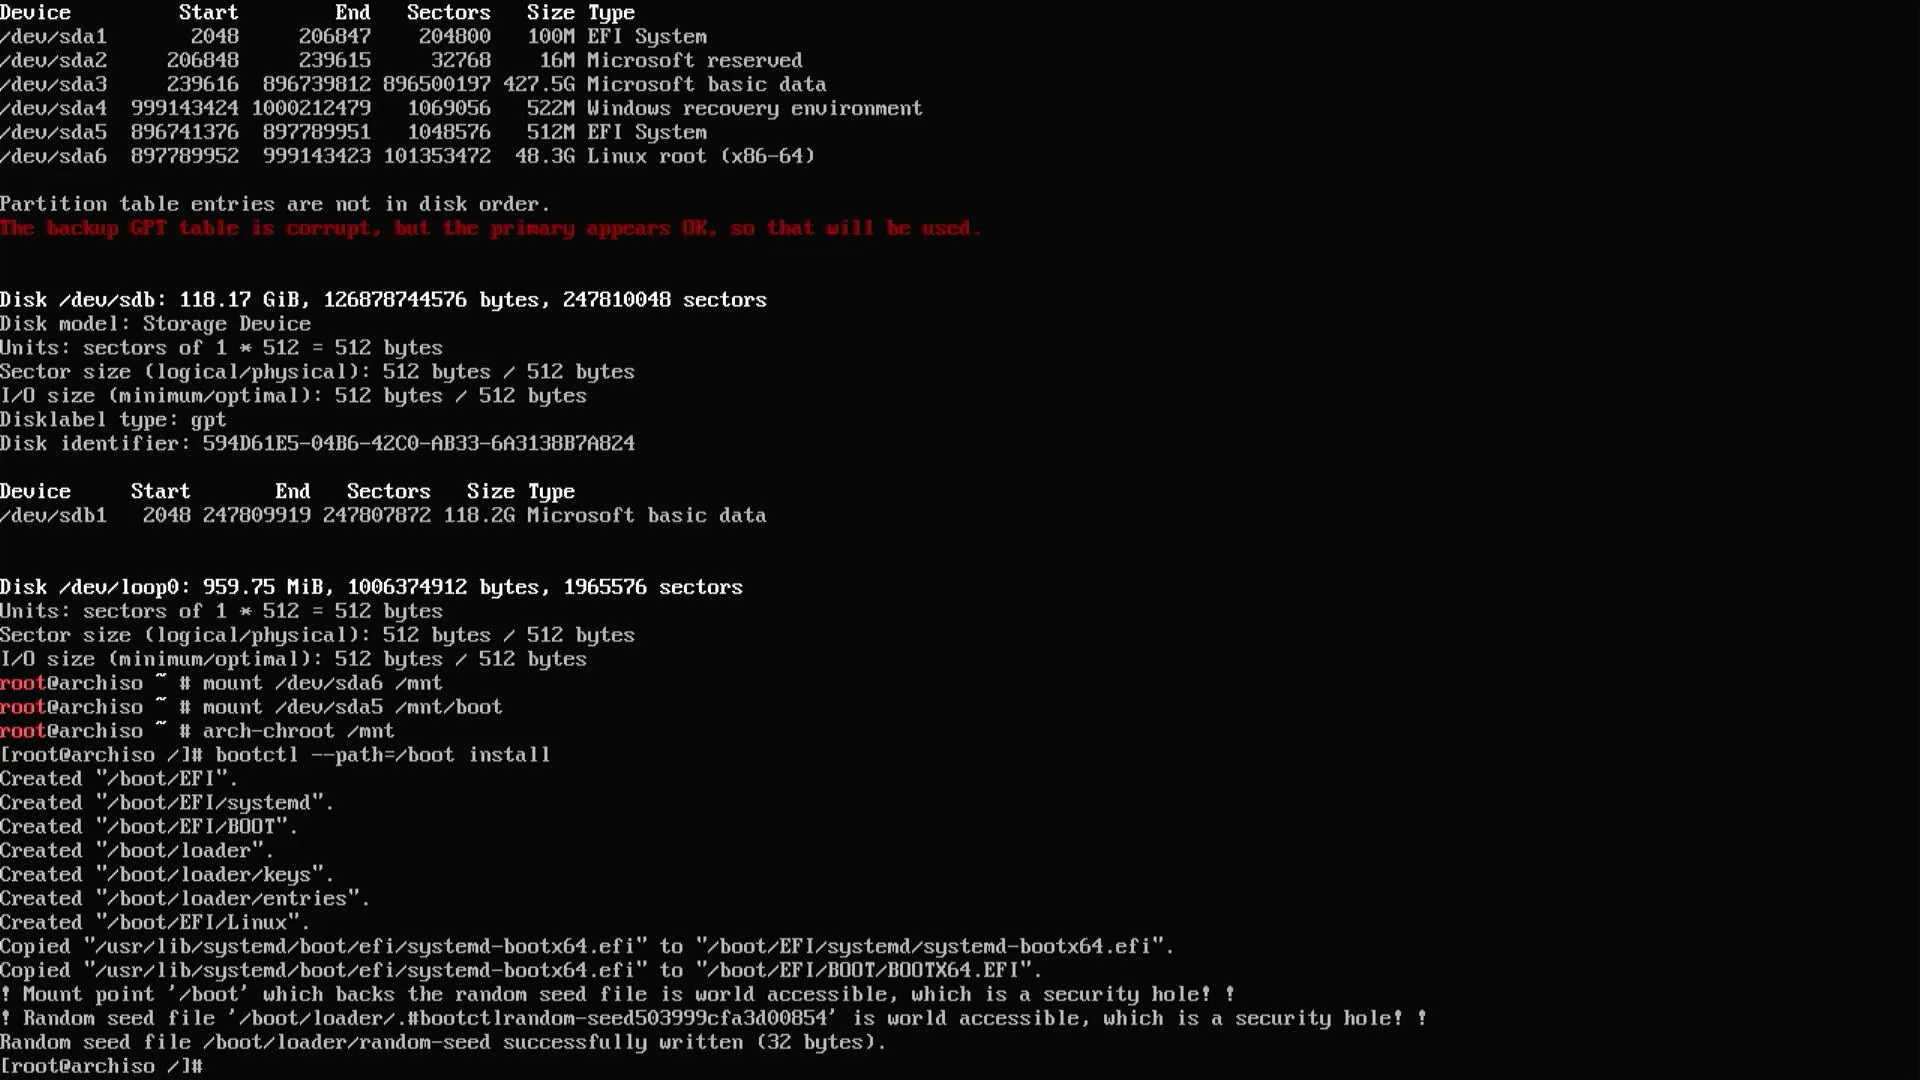 Device         Start        End   Sectors   Size Type
/dev/sda1       2048     206847    204800   100M EFI System
/dev/sda2     206848     239615     32768    16M Microsoft reserved
/dev/sda3     239616  896739812 896500197 427.5G Microsoft basic data
/dev/sda4  999143424 1000212479   1069056   522M Windows recovery environment
/dev/sda5  896741376  897789951   1048576   512M EFI System
/dev/sda6  897789952  999143423 101353472  48.3G Linux root (x86-64)
Partition table entries are not in disk order.
The backup GPT table is corrupt, but the primary appears OK, so that will be used.
Disk /dev/sdb: 118.17 GiB, 126878744576 bytes, 247810048 sectors
Disk model: Storage Device
Units: sectors of 1 * 512 = 512 bytes
Sector size (logical/physical): 512 bytes / 512 bytes
I/O size (minimum/optimal): 512 bytes / 512 bytes
Disklabel type: gpt
Disk identifier: 594D61E5-04B6-42C0-AB33-6A3138B7A824
Device     Start       End   Sectors   Size Type
/dev/sdb1   2048 247809919 247807872 118.2G Microsoft basic data
Disk /dev/loop0: 959.75 MiB, 1006374912 bytes, 1965576 sectors
Units: sectors of 1 * 512 = 512 bytes
Sector size (logical/physical): 512 bytes / 512 bytes
I/O size (minimum/optimal): 512 bytes / 512 bytes
root@archiso ~ # mount /dev/sda6 /mnt
root@archiso ~ # mount /dev/sda5 /mnt/boot
root@archiso ~ # arch-chroot /mnt
[root@archiso /]# bootctl --path=/boot install
Created "/boot/EFI".
Created "/boot/EFI/systemd".
Created "/boot/EFI/BOOT".
Created "/boot/loader".
Created "/boot/loader/keys".
Created "/boot/loader/entries".
Created "/boot/EFI/Linux".
Copied "/usr/lib/systemd/boot/efi/systemd-bootx64.efi" to "/boot/EFI/systemd/systemd-bootx64.efi".
Copied "/usr/lib/systemd/boot/efi/systemd-bootx64.efi" to "/boot/EFI/BOOT/BOOTX64.EFI".
! Mount point '/boot' which backs the random seed file is world accessible, which is a security hole! !
! Random seed file '/boot/loader/.#bootctlrandom-seed503999cfa3d00854' is world accessible, which is a security hole! !
Random seed file /boot/loader/random-seed successfully written (32 bytes).
[root@archiso /]#